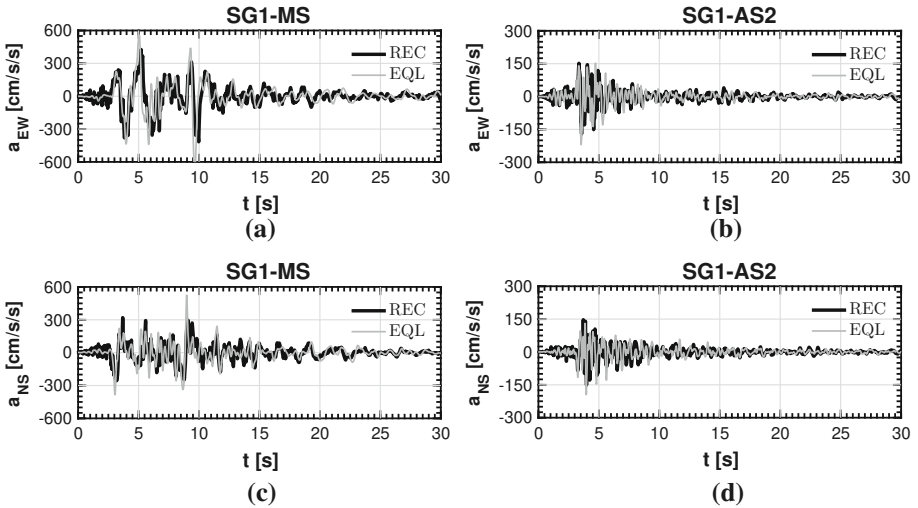 SG1-MS
600
300
0
-300
-600
a_EW [cm/s/s/s]
REC
EQL
0 5 10 15 20 25 30
t [s]
(a)
SG1-AS2
300
150
0
-150
-300
a_EW [cm/s/s/s]
REC
EQL
0 5 10 15 20 25 30
t [s]
(b)
SG1-MS
600
300
0
-300
-600
a_NS [cm/s/s/s]
REC
EQL
0 5 10 15 20 25 30
t [s]
(c)
SG1-AS2
300
150
0
-150
-300
a_NS [cm/s/s/s]
REC
EQL
0 5 10 15 20 25 30
t [s]
(d)